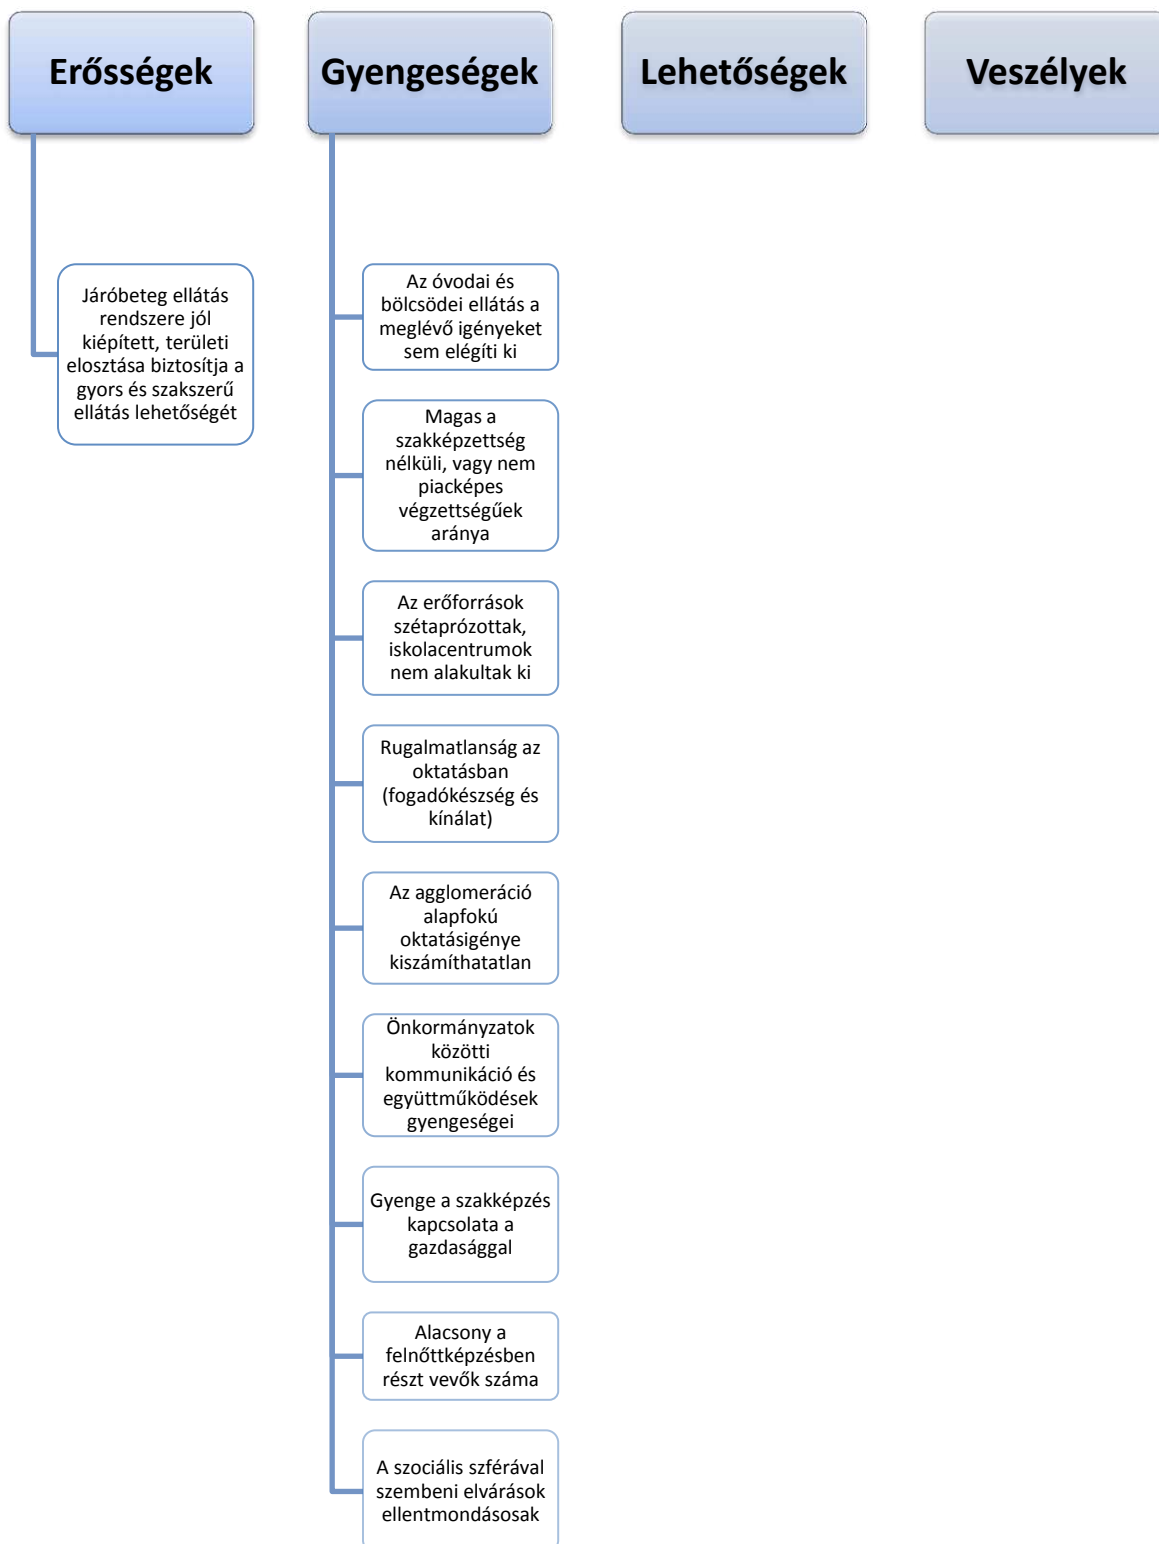 Erősségek
Gyengeségek
Lehetőségek
Veszélyek
Járóbeteg ellátás
rendszere jól
kiépített, területi
elosztása biztosítja a
gyors és szakszerű
ellátás lehetőségét
Az óvodai és
bölcsödei ellátás a
meglévő igényeket
sem elégíti ki
Magas a
szakképzettség
nélküli, vagy nem
piacképes
végzettségűek
aránya
Az erőforrások
szétaprózottak,
iskolacentrumok
nem alakultak ki
Rugalmatlanság az
oktatásban
(fogadókészség és
kínálat)
Az agglomeráció
alapfokú
oktatásigénye
kiszámíthatatlan
Önkormányzatok
közötti
kommunikáció és
együttműködések
gyengeségei
Gyenge a szakképzés
kapcsolata a
gazdasággal
Alacsony a
felnőttképzésben
részt vevők száma
A szociális szférával
szembeni elvárások
ellentmondásosak